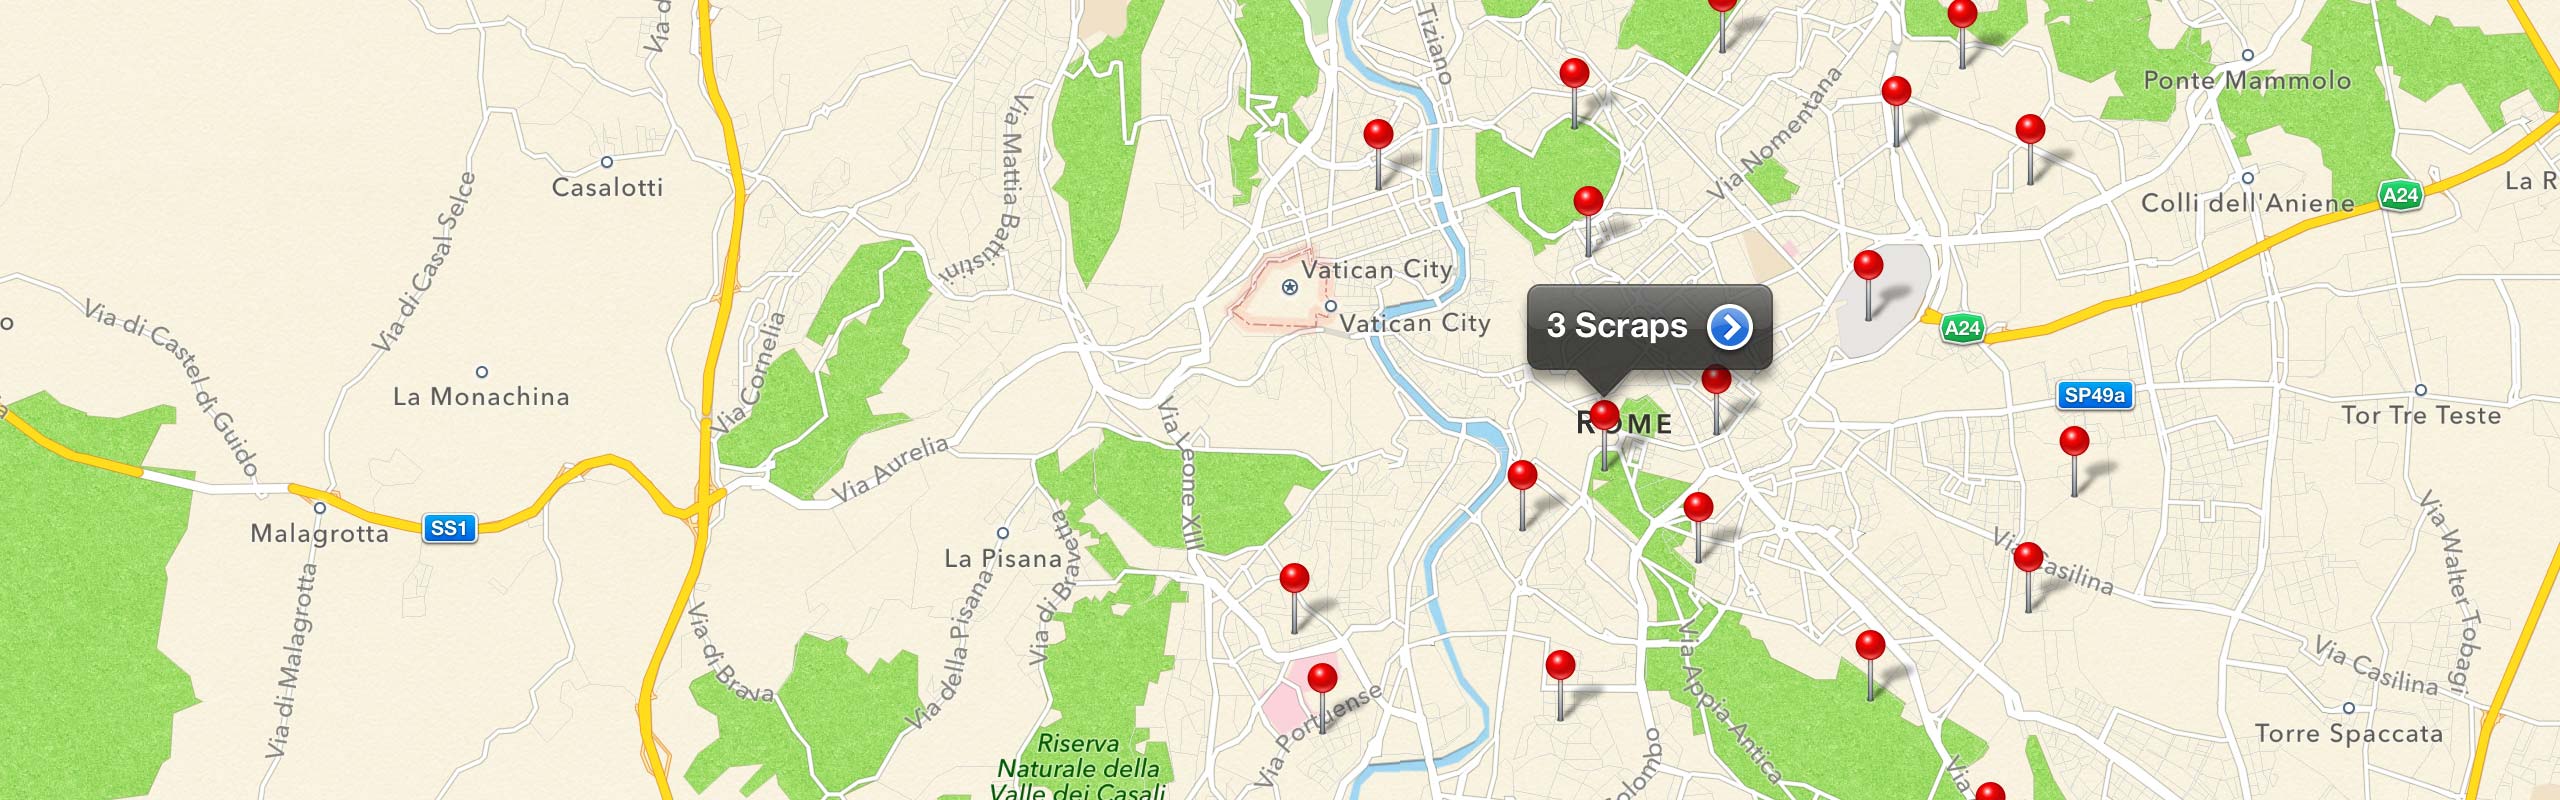 Via d
Tiziano
Ponte Mammolo
Via Nomentana
Via Mattia Battistini
Casalotti
Via di Casal Selce
Colli dell'Aniene
A24
La R
Vatican City
Vatican City
3 Scraps
A24
Via di Castel di Guido
o
La Monachina
Via Cornelia
Via Aurelia
Via Leone XIII
ROME
SP49a
Tor Tre Teste
Malagrotta
SS1
La Pisana
Via di Bravetta
Via Casilina
Via Walter Tobagi
Via di Malagrotta
Via di Brava
Via della Pisana
Via Portuense
Via Appia Antica
Via Casilina
Torre Spaccata
Riserva
Naturale della
Valle dei Casali
olombo
Via